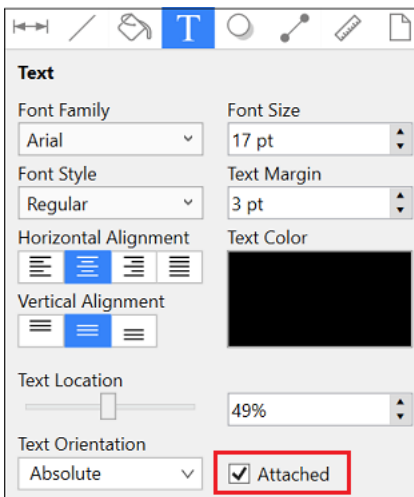 T
Text
Font Family Font Size
Arial 17 pt
Font Style Text Margin
Regular 3 pt
Horizontal Alignment Text Color
Vertical Alignment
Text Location
49%
Text Orientation
Absolute Attached